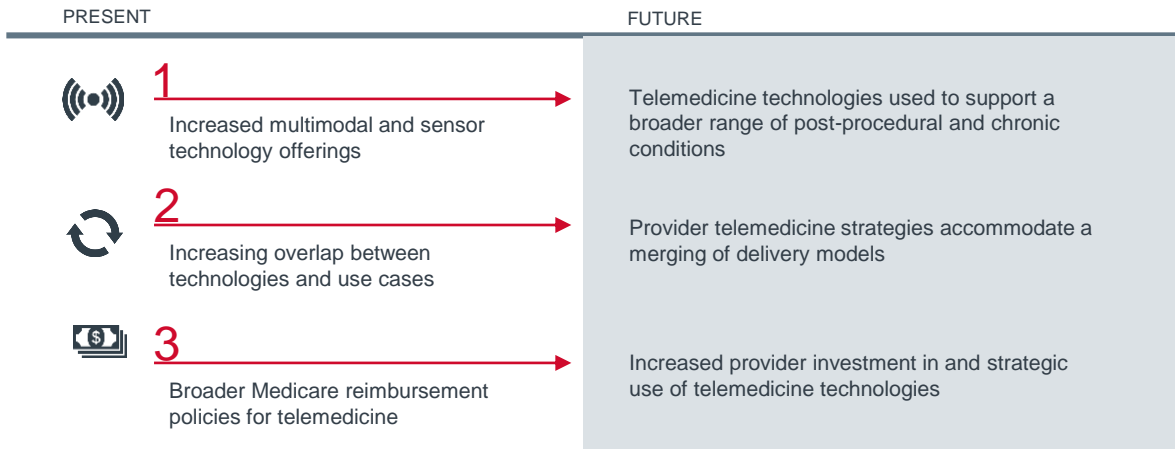 PRESENT
FUTURE
1
Increased multimodal and sensor
technology offerings
Telemedicine technologies used to support a
broader range of post-procedural and chronic
conditions
2
Increasing overlap between
technologies and use cases
Provider telemedicine strategies accommodate a
merging of delivery models
$
3
Broader Medicare reimbursement
policies for telemedicine
Increased provider investment in and strategic
use of telemedicine technologies